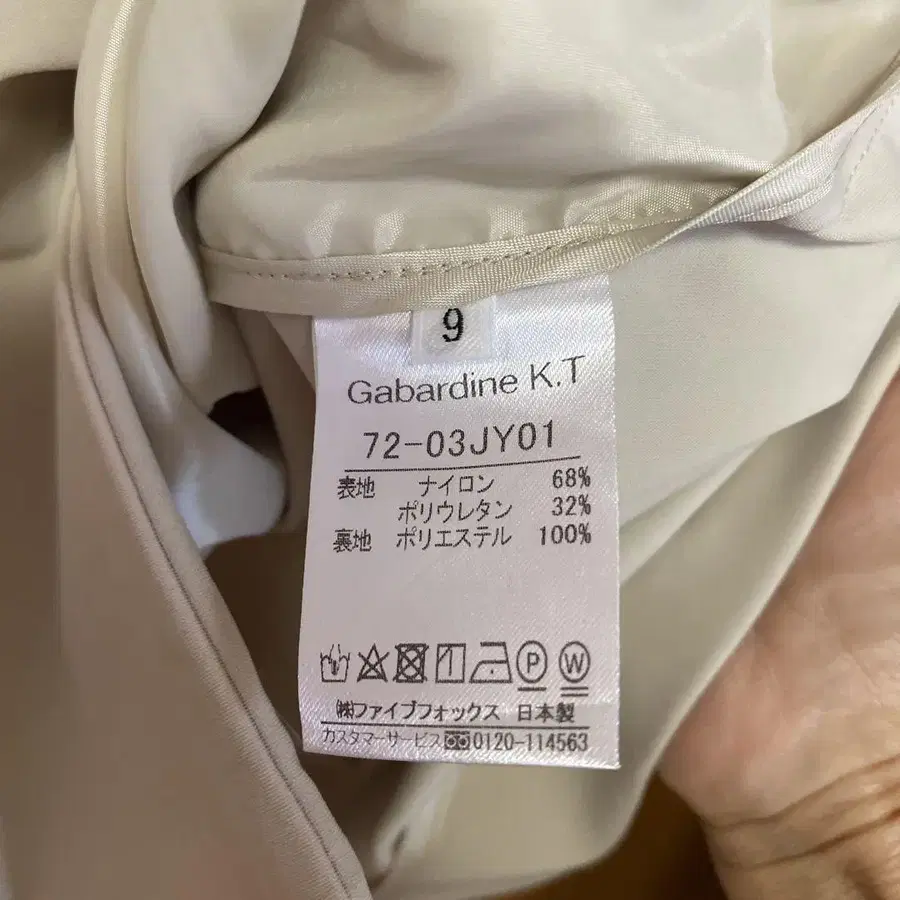 9
Gabardine K.T
72-03JY01
表地 ナイロン 68%
ポリウレタン 32%
裏地 ポリエステル 100%
P W
㈱ファイブフォックス 日本製
カスタマーサービス 0120-114563